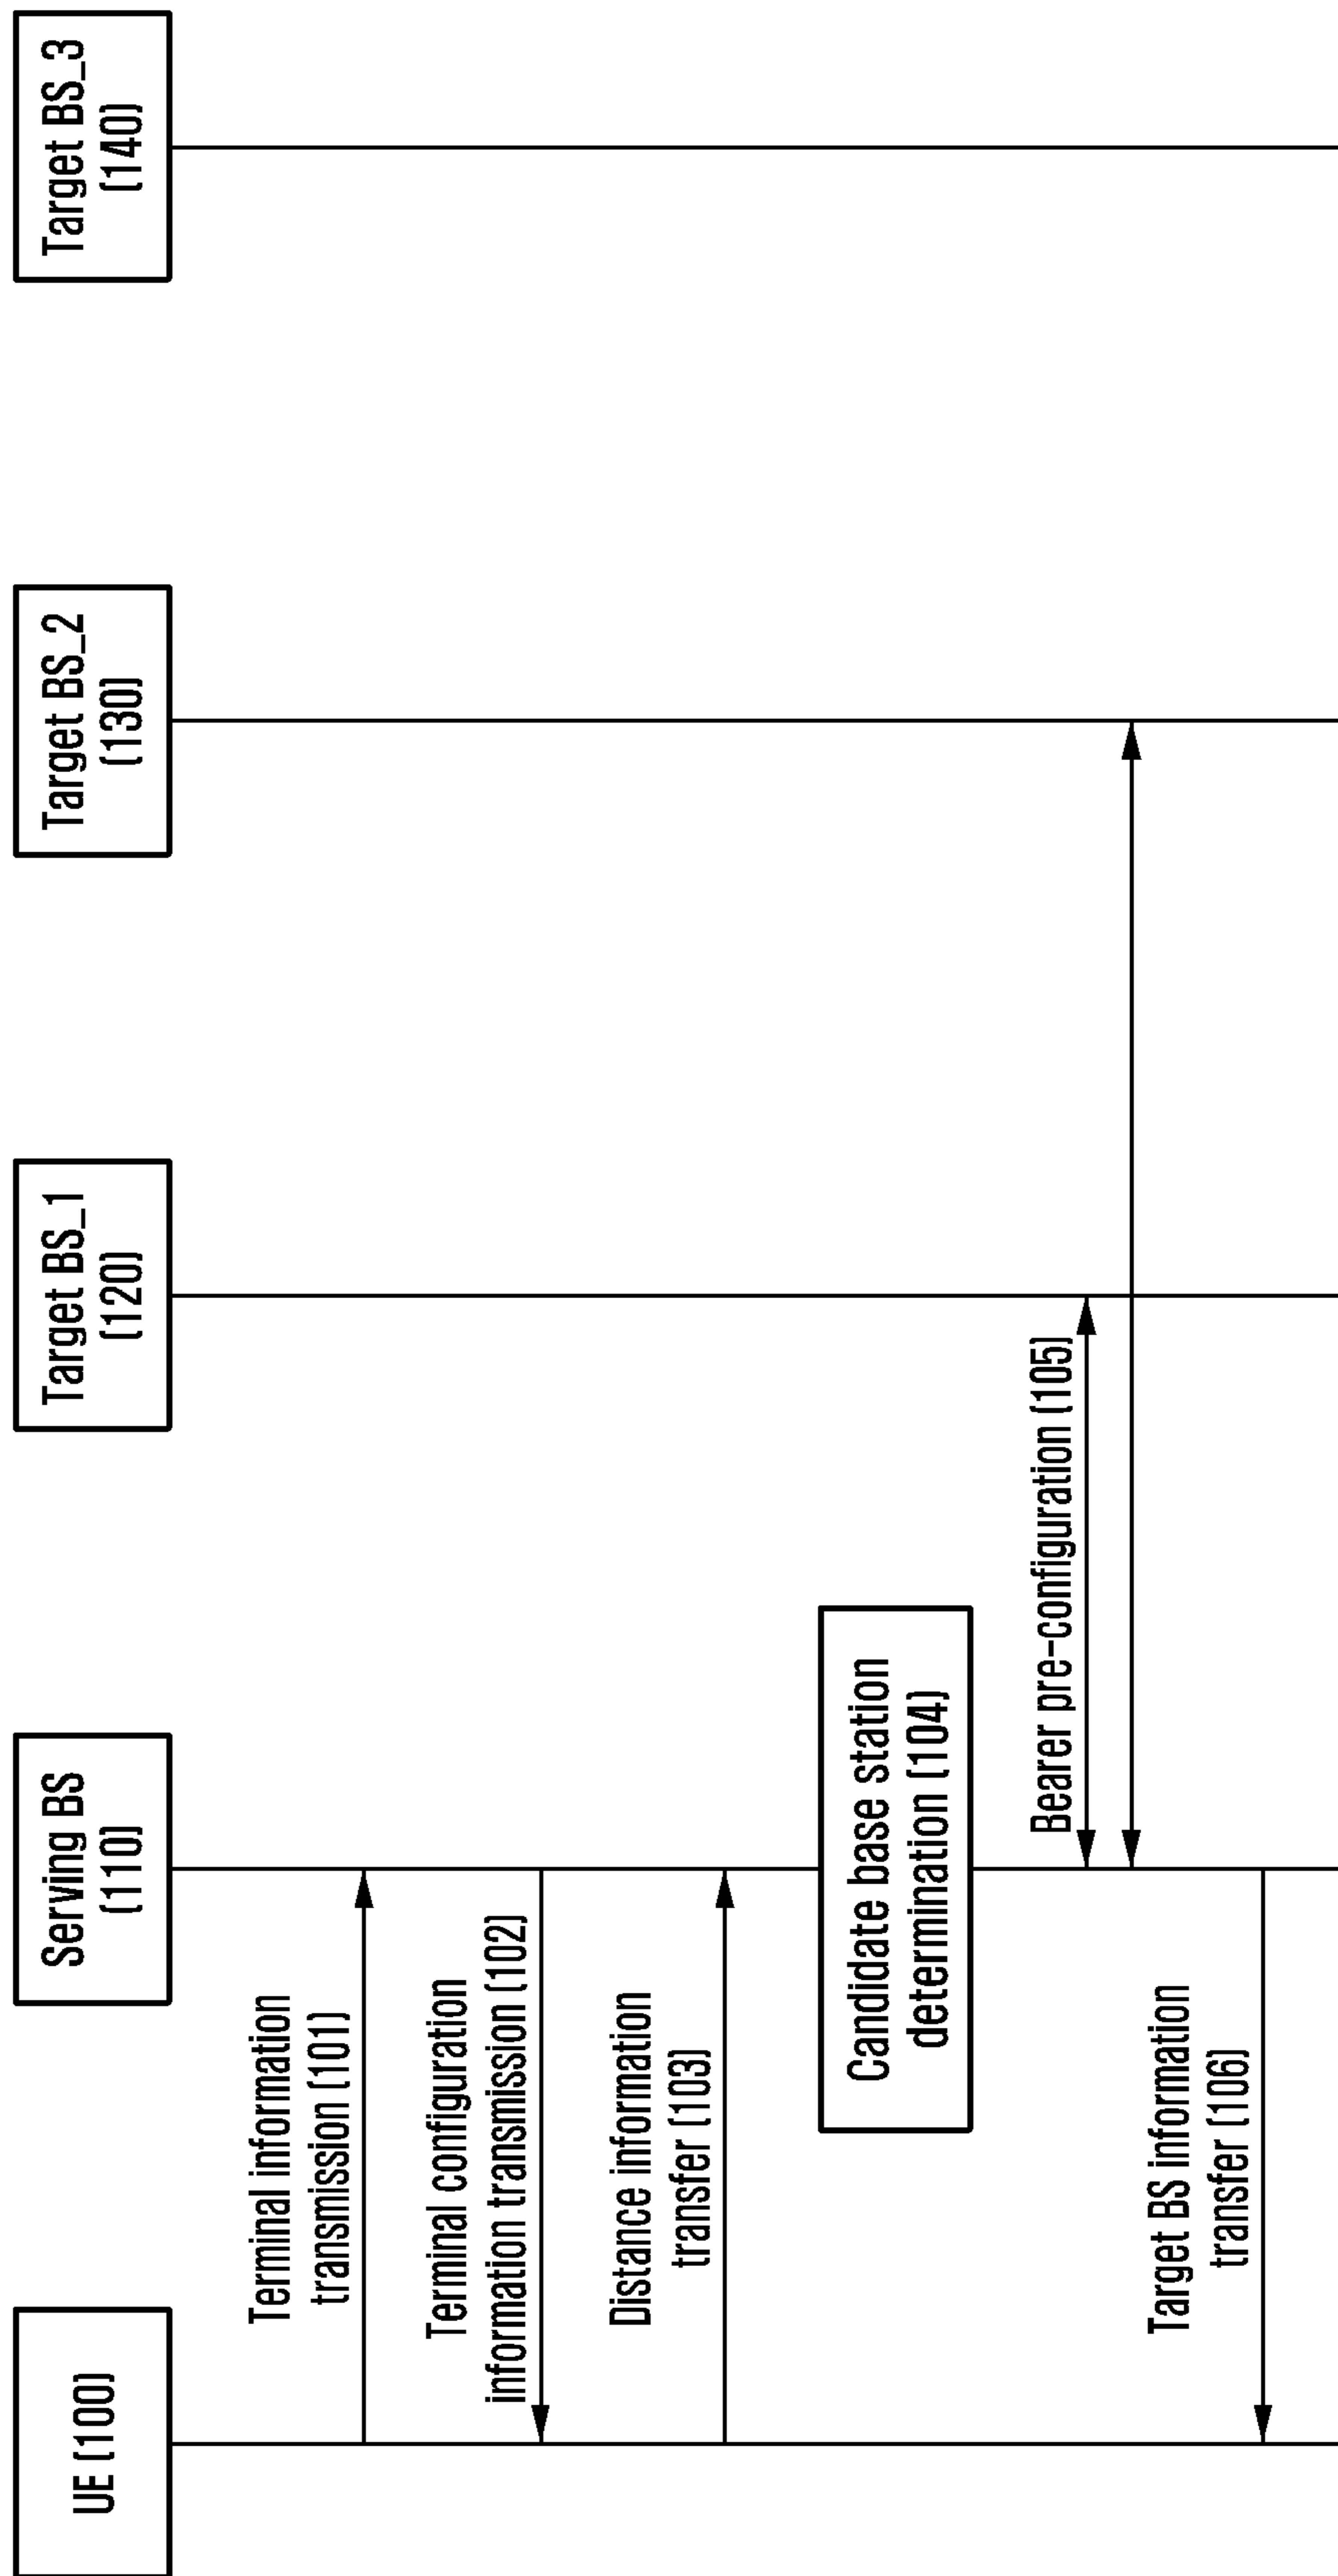 UE (100)
Serving BS
(110)
Target BS_1
(120)
Target BS_2
(130)
Target BS_3
(140)
Terminal information
transmission (101)
Terminal configuration
information transmission (102)
Distance information
transfer (103)
Candidate base station
determination (104)
Bearer pre-configuration (105)
Target BS information
transfer (106)